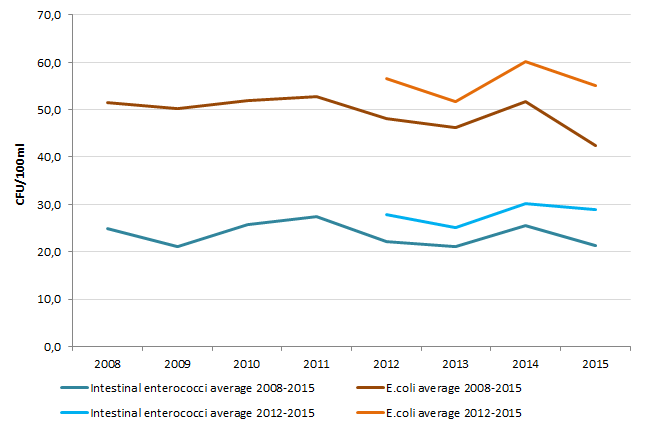 70,0
60,0
50,0
40,0
30,0
20,0
10,0
0,0
CFU/100ml
2008 2009 2010 2011 2012 2013 2014 2015
Intestinal enterococci average 2008-2015 E.coli average 2008-2015
Intestinal enterococci average 2012-2015 E.coli average 2012-2015